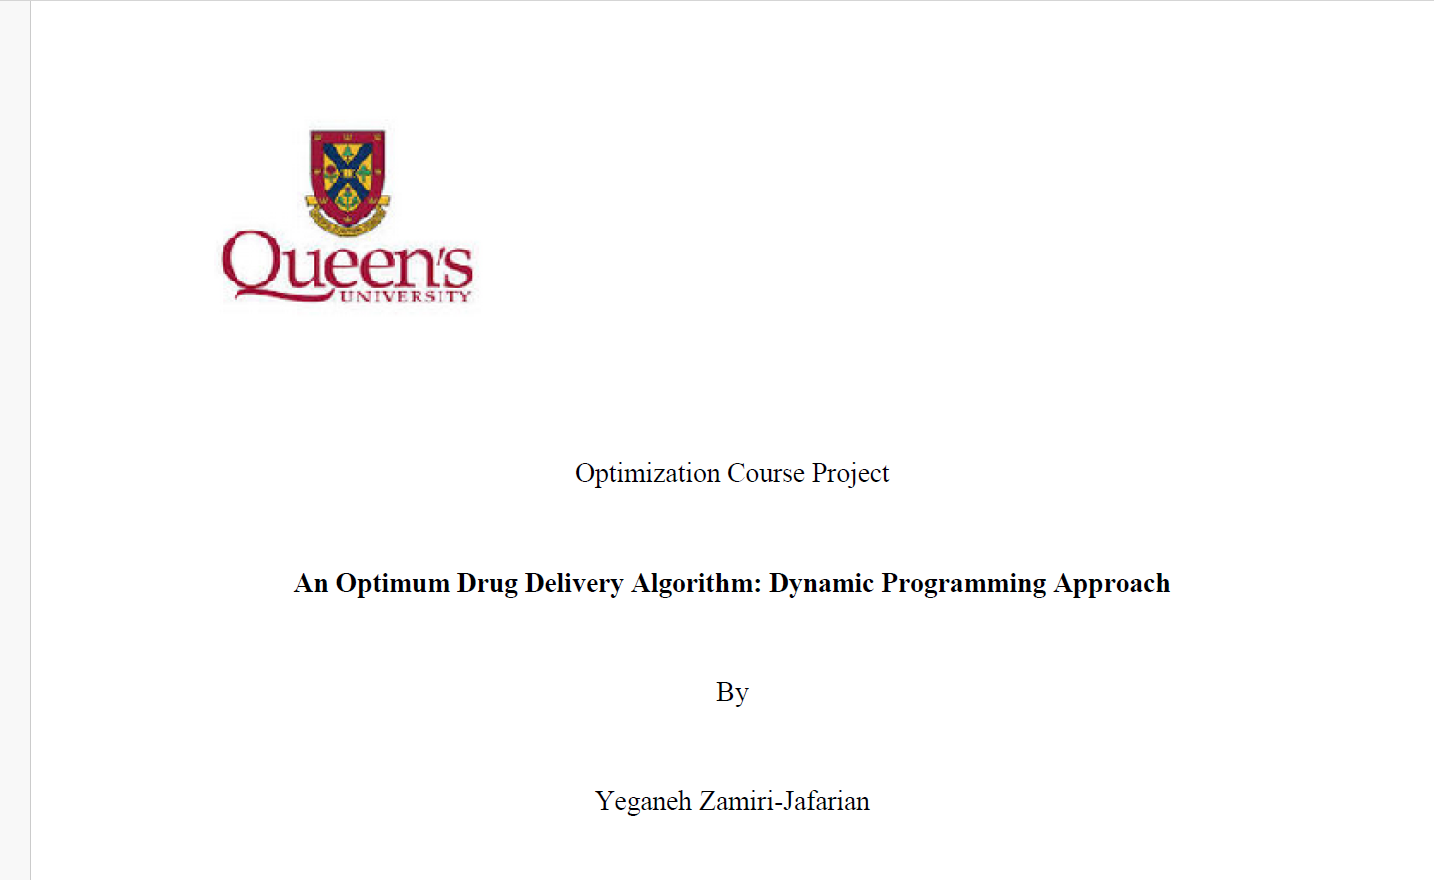 Queen's
UNIVERSITY
Optimization Course Project
An Optimum Drug Delivery Algorithm: Dynamic Programming Approach
By
Yeganeh Zamiri-Jafarian